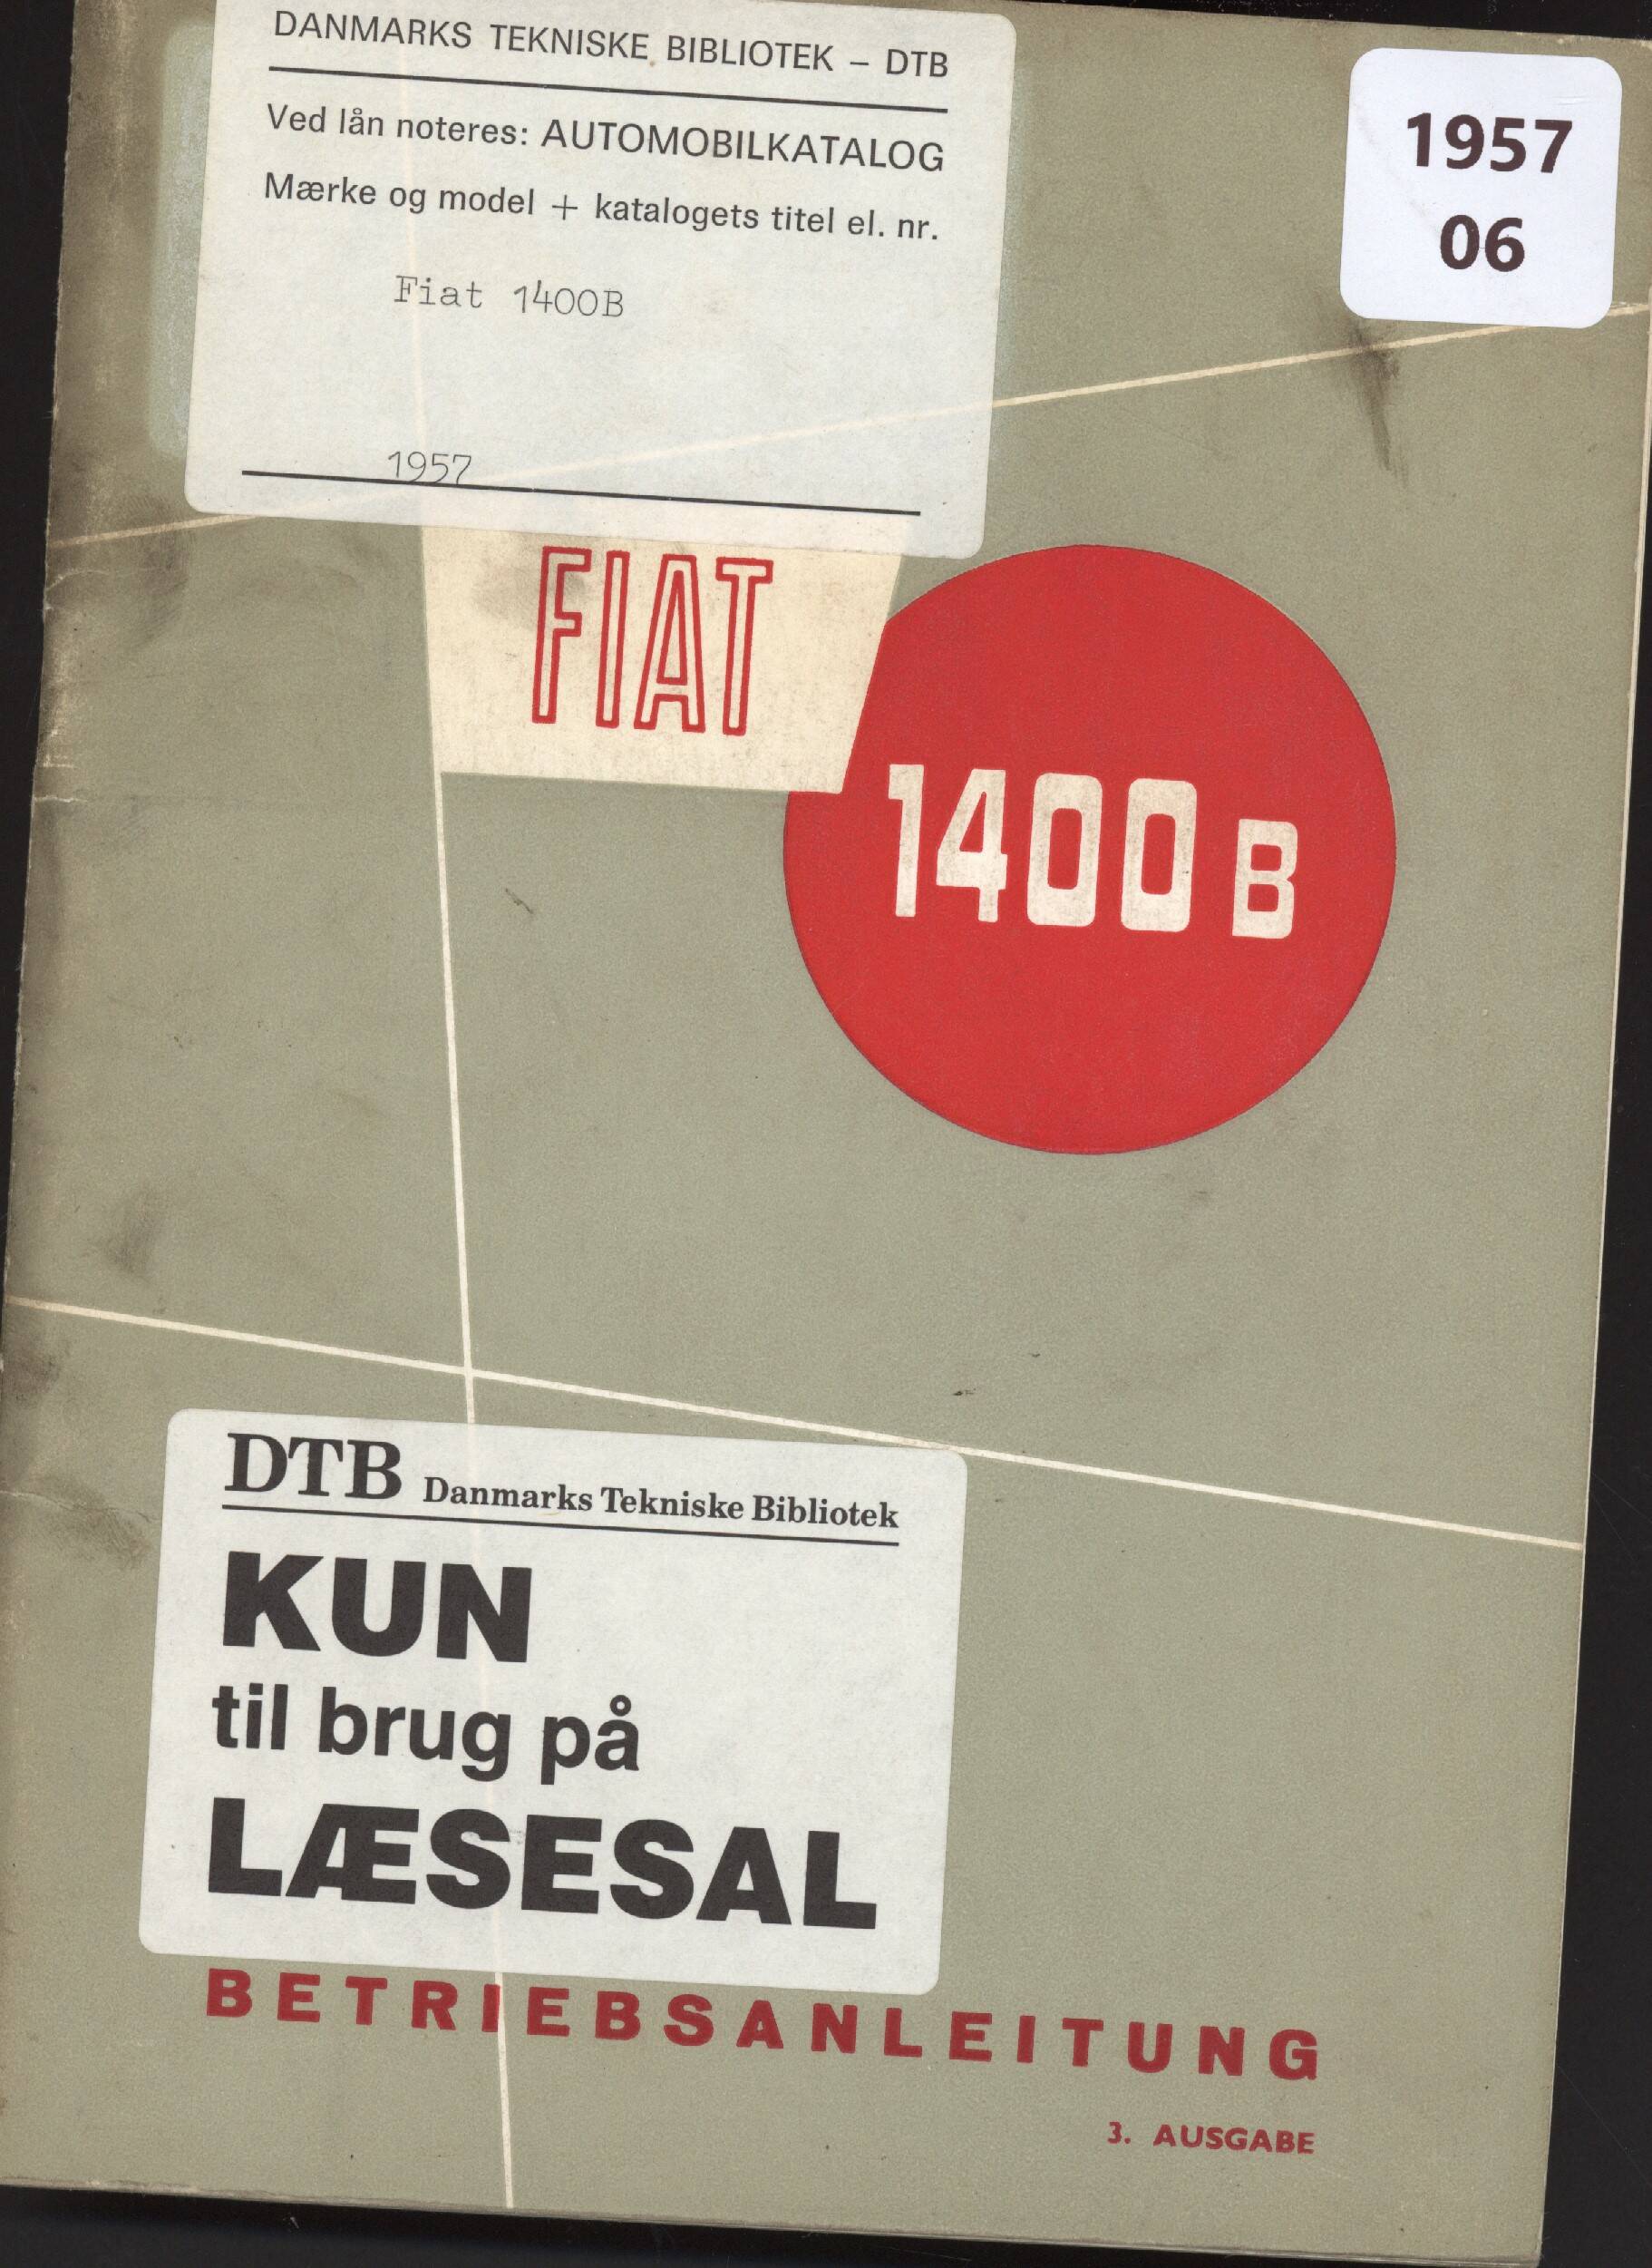 DANMARKS TEKNISKE BIBLIOTEK – DTB
Ved lån noteres: AUTOMOBILKATALOG
Mærke og model + katalogets titel el. nr.
Fiat 1400B
1957
1957
06
FIAT
1400 B
DTB Danmarks Tekniske Bibliotek
KUN
til brug på
LÆSESAL
BETRIEBSANLEITUNG
3. AUSGABE